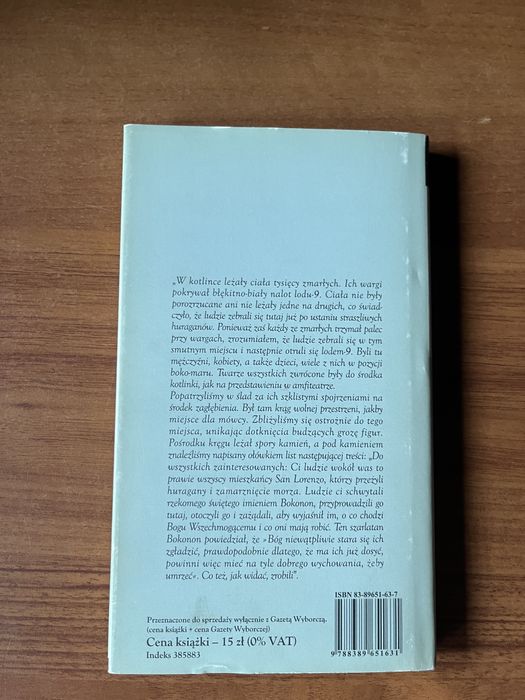 „W kotlince leżały ciała tysięcy zmarłych. Ich wargi
pokrywał błękitno-biały nalot lodu-9. Ciała nie były
porozrzucane ani nie leżały jedne na drugich, co świad-
czyło, że ludzie zebrali się tutaj już po ustaniu straszliwych
huraganów. Ponieważ zaś każdy ze zmarłych trzymał palec
przy wargach, zrozumiałem, że ludzie zebrali się w tym
smutnym miejscu i następnie otruli się lodem-9. Byli tu
mężczyźni, kobiety, a także dzieci, wiele z nich w pozycji
boko-maru. Twarze wszystkich zwrócone były do środka
kotlinki, jak na przedstawieniu w amfiteatrze.
Popatrzyliśmy w ślad za ich szklistymi spojrzeniami na
środek zagłębienia. Był tam krąg wolnej przestrzeni, jakby
miejsce dla mówcy. Zbliżyliśmy się ostrożnie do tego
miejsca, unikając dotknięcia budzących grozę figur.
Pośrodku kręgu leżał spory kamień, a pod kamieniem
znaleźliśmy napisany ołówkiem list następującej treści: „Do
wszystkich zainteresowanych: Ci ludzie wokół was to
prawie wszyscy mieszkańcy San Lorenzo, którzy przeżyli
huragany i zamarznięcie morza. Ludzie ci schwytali
rzekomego świętego imieniem Bokonon, przyprowadzili go
tutaj, otoczyli go i zażądali, aby wyjaśnił im, o co chodzi
Bogu Wszechmogącemu i co oni mają robić. Ten szarlatan
Bokonon powiedział, że »Bóg niewątpliwie stara się ich
zgładzić, prawdopodobnie dlatego, że ma ich już dosyć,
powinni więc mieć na tyle dobrego wychowania, żeby
umrzeć«. Co też, jak widać, zrobili".
ISBN 83-89651-63-7
Przeznaczone do sprzedaży wyłącznie z Gazetą Wyborczą,
(cena książki + cena Gazety Wyborczej)
Cena książki – 15 zł (0% VAT)
Indeks 385883
9 788389 651631